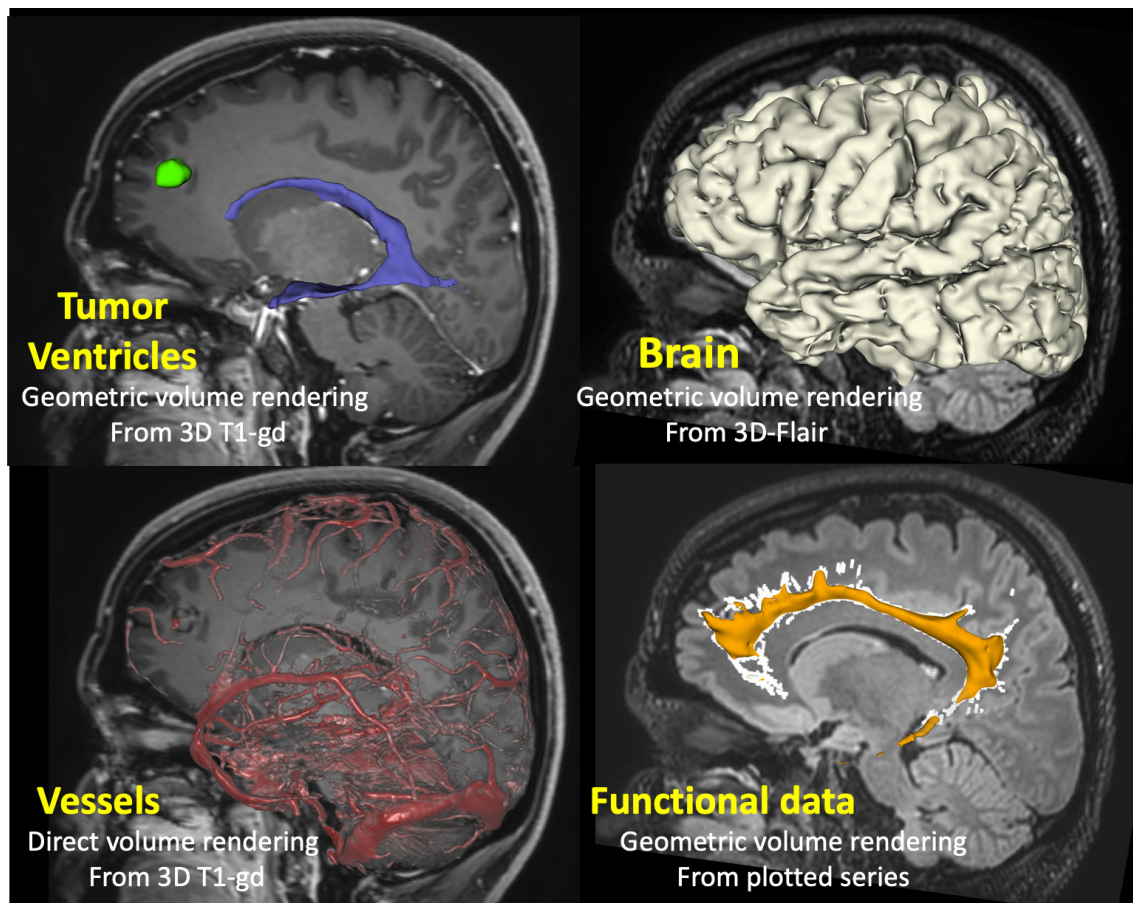 Tumor
Ventricles
Geometric volume rendering
From 3D T1-gd
Brain
Geometric volume rendering
From 3D-Flair
Vessels
Direct volume rendering
From 3D T1-gd
Functional data
Geometric volume rendering
From plotted series